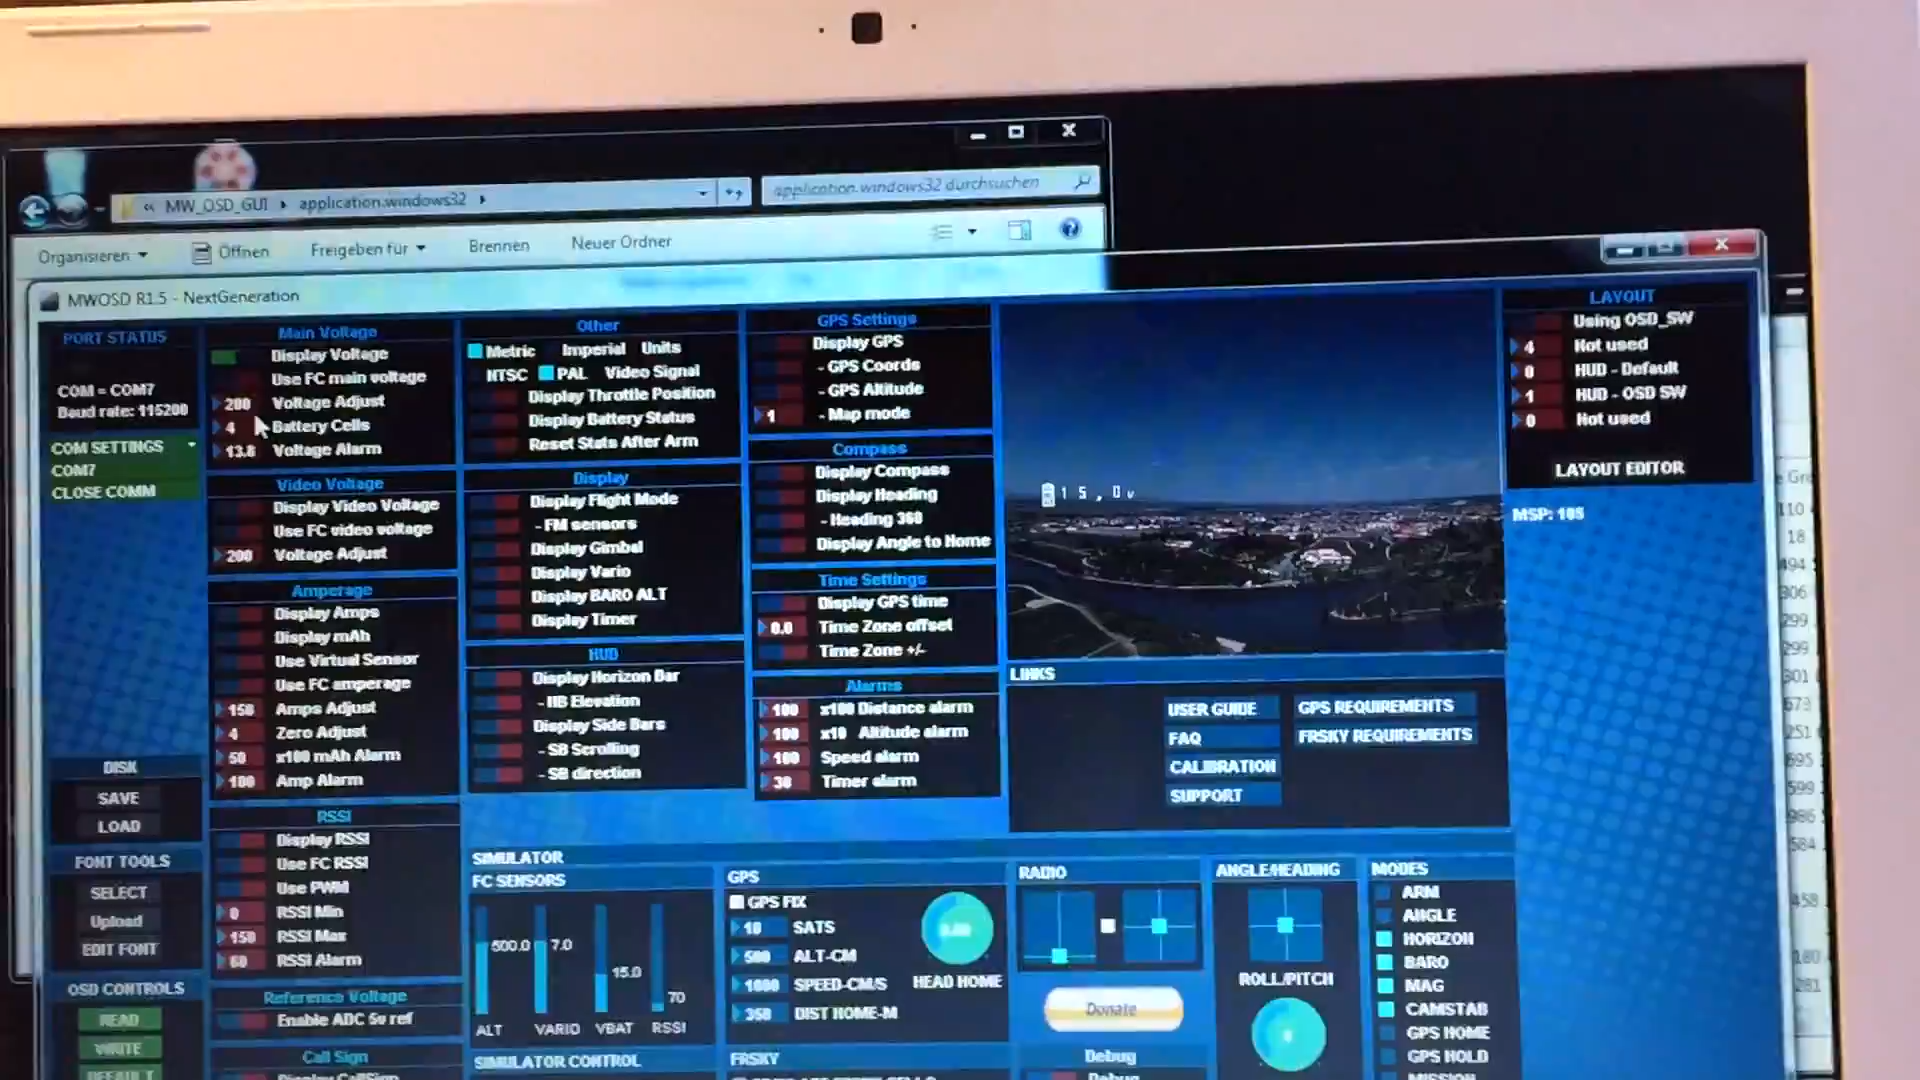 MW_OSD_GUI
application.windows32
application.windows32 durchsuchen
Organisieren
Öffnen
Freigeben für
Brennen
Neuer Ordner
MWOSD R1.5 - NextGeneration
PORT STATUS
COM = COM7
Baud rate: 115200
COM SETTINGS
COM7
CLOSE COMM
DISK
SAVE
LOAD
FONT TOOLS
SELECT
Upload
EDIT FONT
OSD CONTROLS
READ
WRITE
DEFAULT
Main Voltage
Display Voltage
Use FC main voltage
200 Voltage Adjust
4 Battery Cells
13.8 Voltage Alarm
Video Voltage
Display Video Voltage
Use FC video voltage
200 Voltage Adjust
Amperage
Display Amps
Display mAh
Use Virtual Sensor
Use FC amperage
150 Amps Adjust
4 Zero Adjust
50 x100 mAh Alarm
100 Amp Alarm
RSSI
Display RSSI
Use FC RSSI
Use PWM
0 RSSI Min
150 RSSI Max
60 RSSI Alarm
Reference Voltage
Enable ADC 5v ref
Call Sign
Display CallSign
Other
Metric Imperial Units
NTSC PAL Video Signal
Display Throttle Position
Display Battery Status
Reset Stats After Arm
Display
Display Flight Mode
- FM sensors
Display Gimbal
Display Vario
Display BARO ALT
Display Timer
HUD
Display Horizon Bar
- HB Elevation
Display Side Bars
- SB Scrolling
- SB direction
GPS Settings
Display GPS
- GPS Coords
- GPS Altitude
1 - Map mode
Compass
Display Compass
Display Heading
- Heading 360
Display Angle to Home
Time Settings
Display GPS time
0.0 Time Zone offset
Time Zone +/-
Alarms
100 x100 Distance alarm
100 x10 Altitude alarm
100 Speed alarm
30 Timer alarm
15.0v
LINKS
USER GUIDE
FAQ
CALIBRATION
SUPPORT
GPS REQUIREMENTS
FRSKY REQUIREMENTS
LAYOUT
Using OSD_SW
4 Not used
0 HUD - Default
1 HUD - OSD SW
0 Not used
LAYOUT EDITOR
MSP: 105
SIMULATOR
FC SENSORS
500.0
7.0
15.0
70
ALT VARIO VBAT RSSI
SIMULATOR CONTROL
GPS
GPS FIX
10 SATS
500 ALT-CM
1000 SPEED-CM/S
350 DIST HOME-M
HEAD HOME
FRSKY
RADIO
Donate
Debug
Debug
ANGLE/HEADING
ROLL/PITCH
0
MODES
ARM
ANGLE
HORIZON
BARO
MAG
CAMSTAB
GPS HOME
GPS HOLD
MISSION